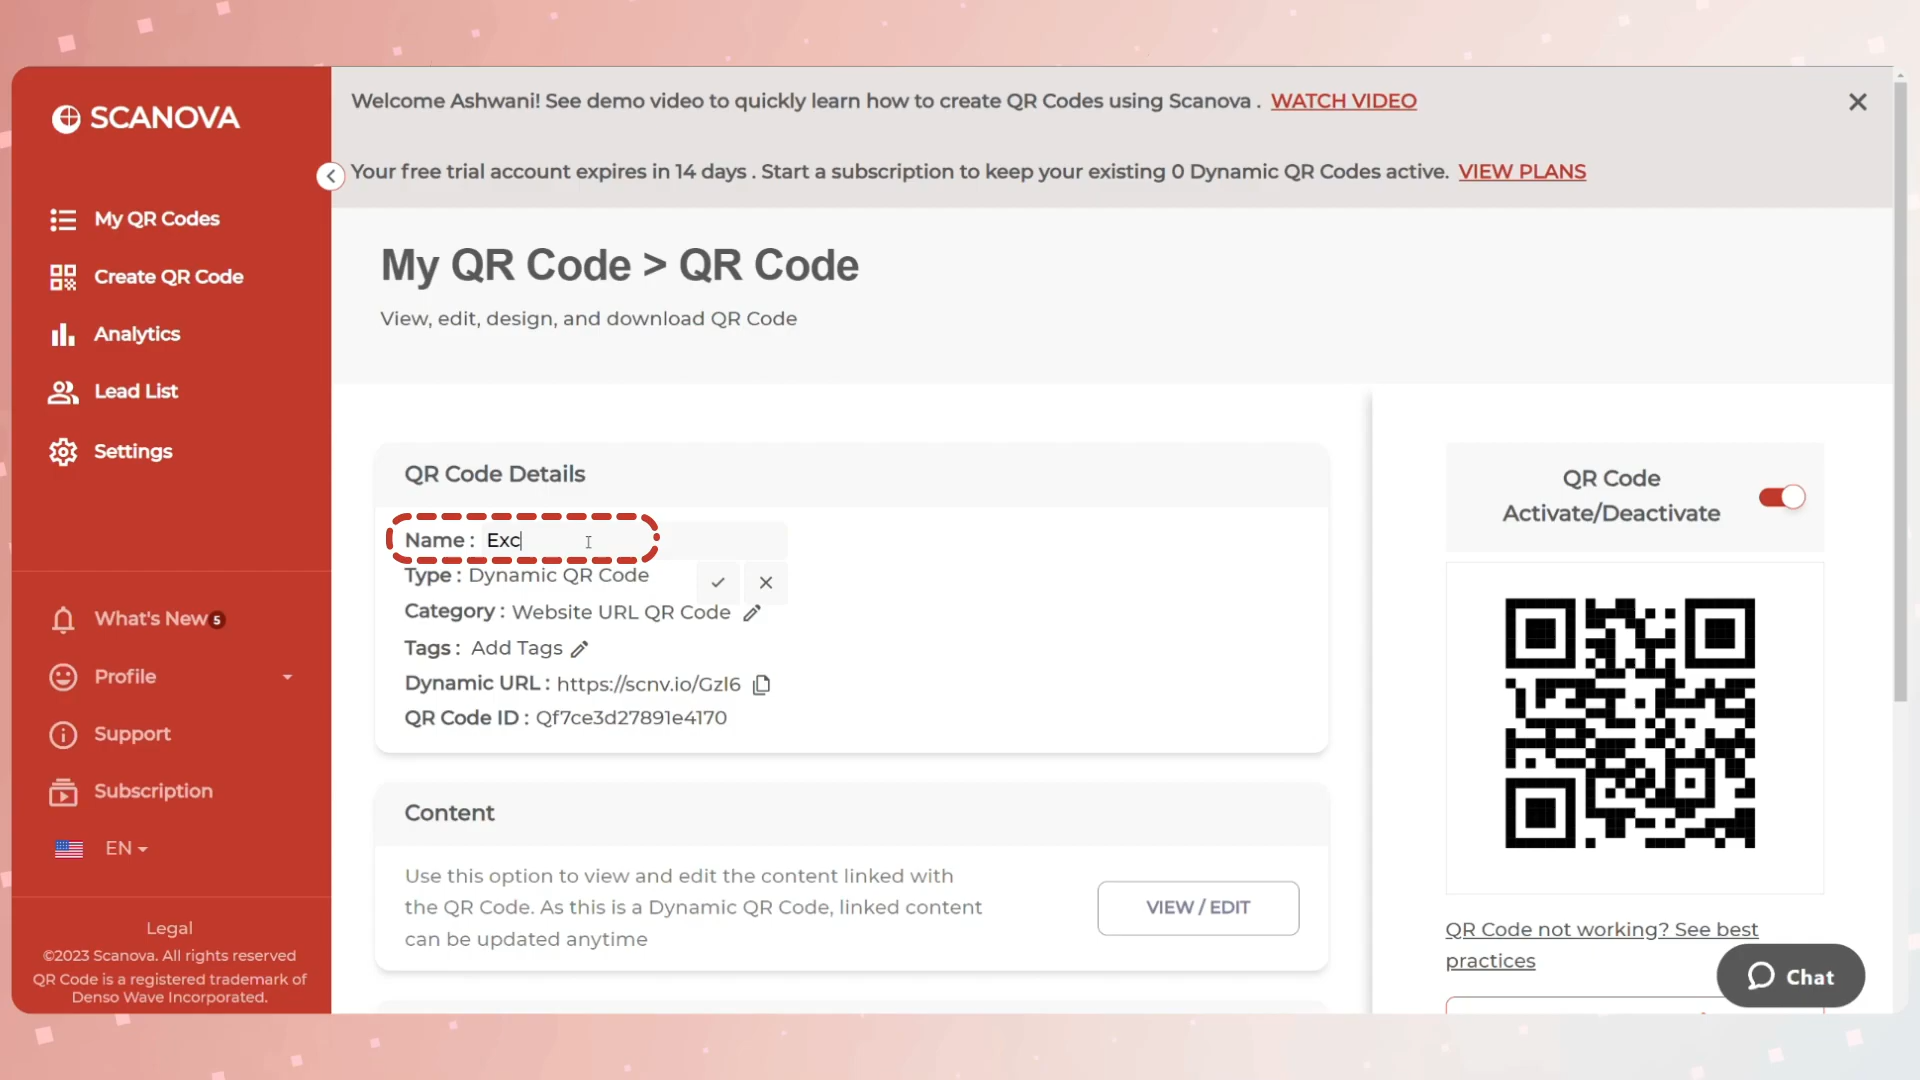 SCANOVA
My QR Codes
Create QR Code
Analytics
Lead List
Settings
What's New 5
Profile
Support
Subscription
EN
Legal
©2023 Scanova. All rights reserved
QR Code is a registered trademark of
Denso Wave Incorporated.
Welcome Ashwani! See demo video to quickly learn how to create QR Codes using Scanova . WATCH VIDEO
Your free trial account expires in 14 days . Start a subscription to keep your existing 0 Dynamic QR Codes active. VIEW PLANS
My QR Code > QR Code
View, edit, design, and download QR Code
QR Code Details
Name : Exc
Type : Dynamic QR Code
Category : Website URL QR Code
Tags : Add Tags
Dynamic URL : https://scnv.io/Gzl6
QR Code ID : Qf7ce3d27891e4170
Content
Use this option to view and edit the content linked with
the QR Code. As this is a Dynamic QR Code, linked content
can be updated anytime
VIEW / EDIT
QR Code
Activate/Deactivate
QR Code not working? See best
practices
Chat